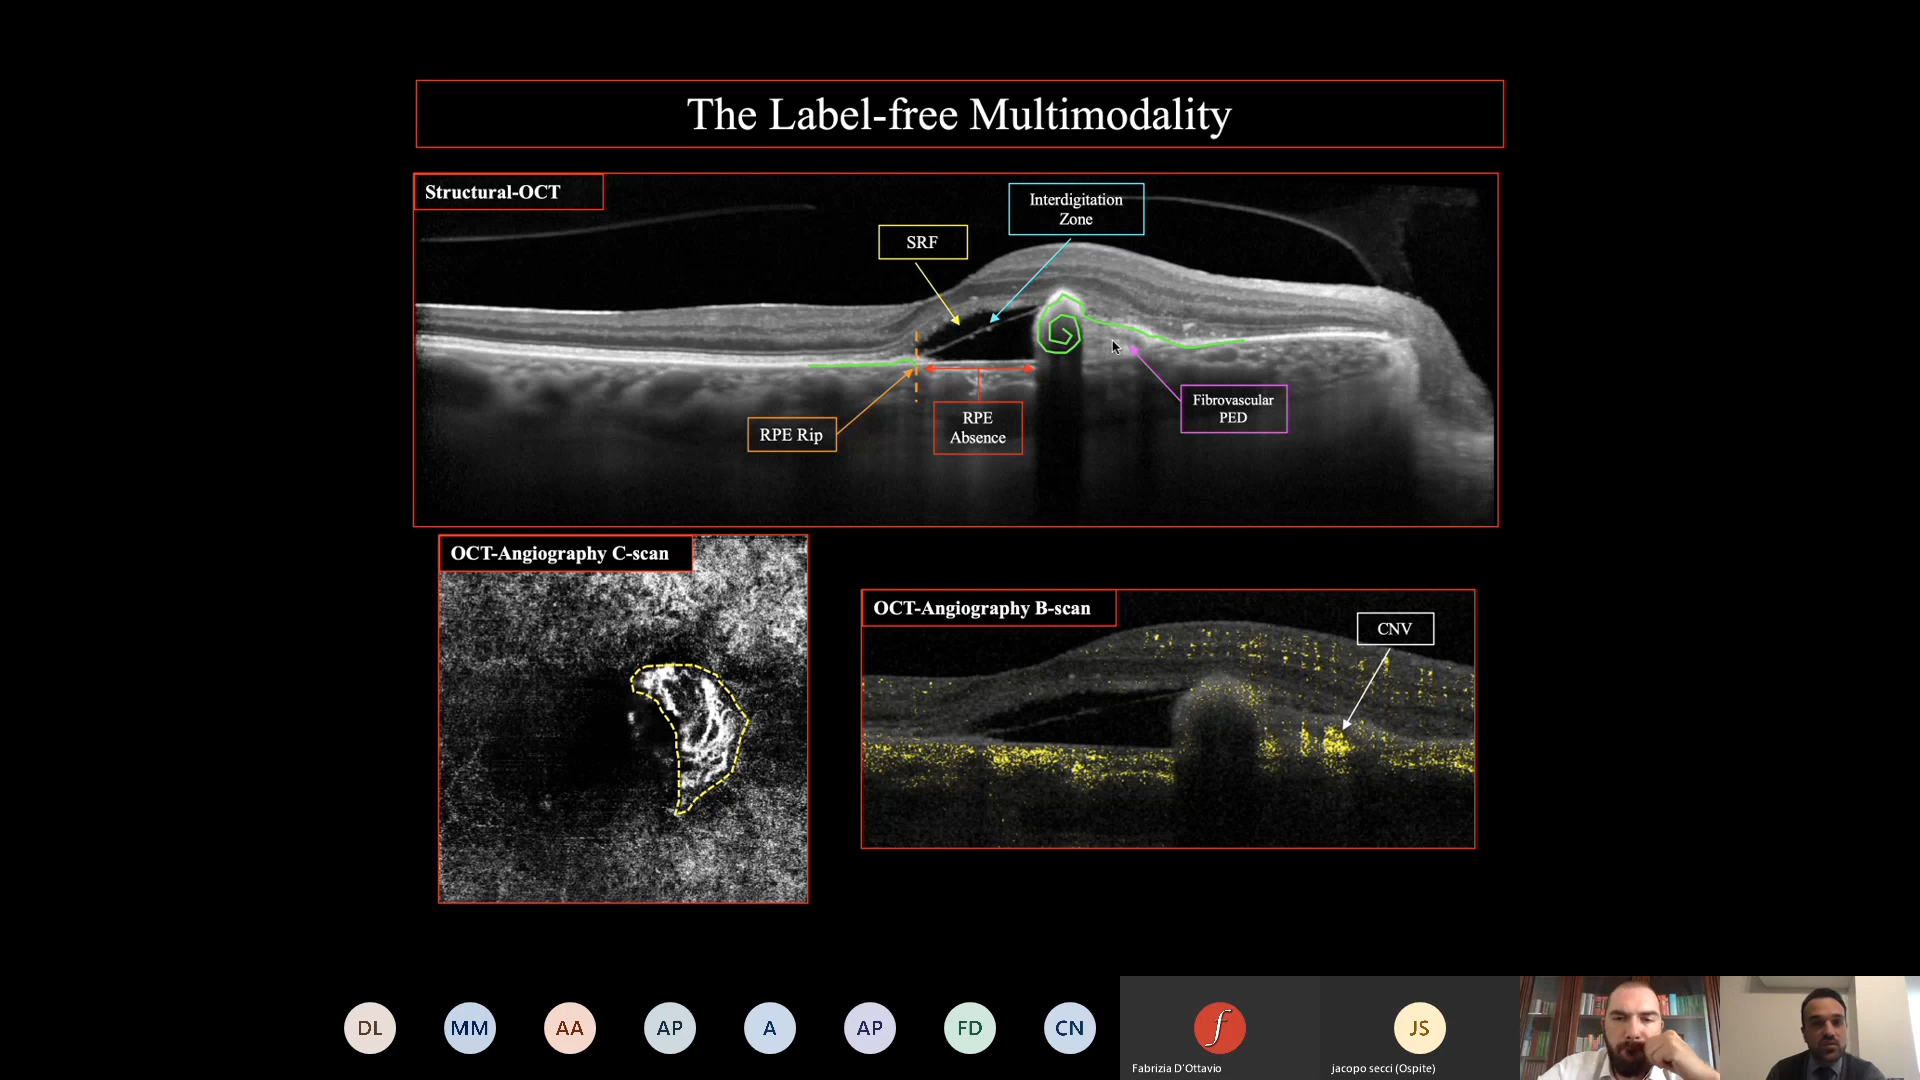 The Label-free Multimodality
Structural-OCT
Interdigitation
Zone
SRF
Fibrovascular
PED
RPE
Absence
RPE Rip
OCT-Angiography C-scan
OCT-Angiography B-scan
CNV
DL
MM
AA
AP
A
AP
FD
CN
f
JS
Fabrizia D'Ottavio
jacopo secci (Ospite)